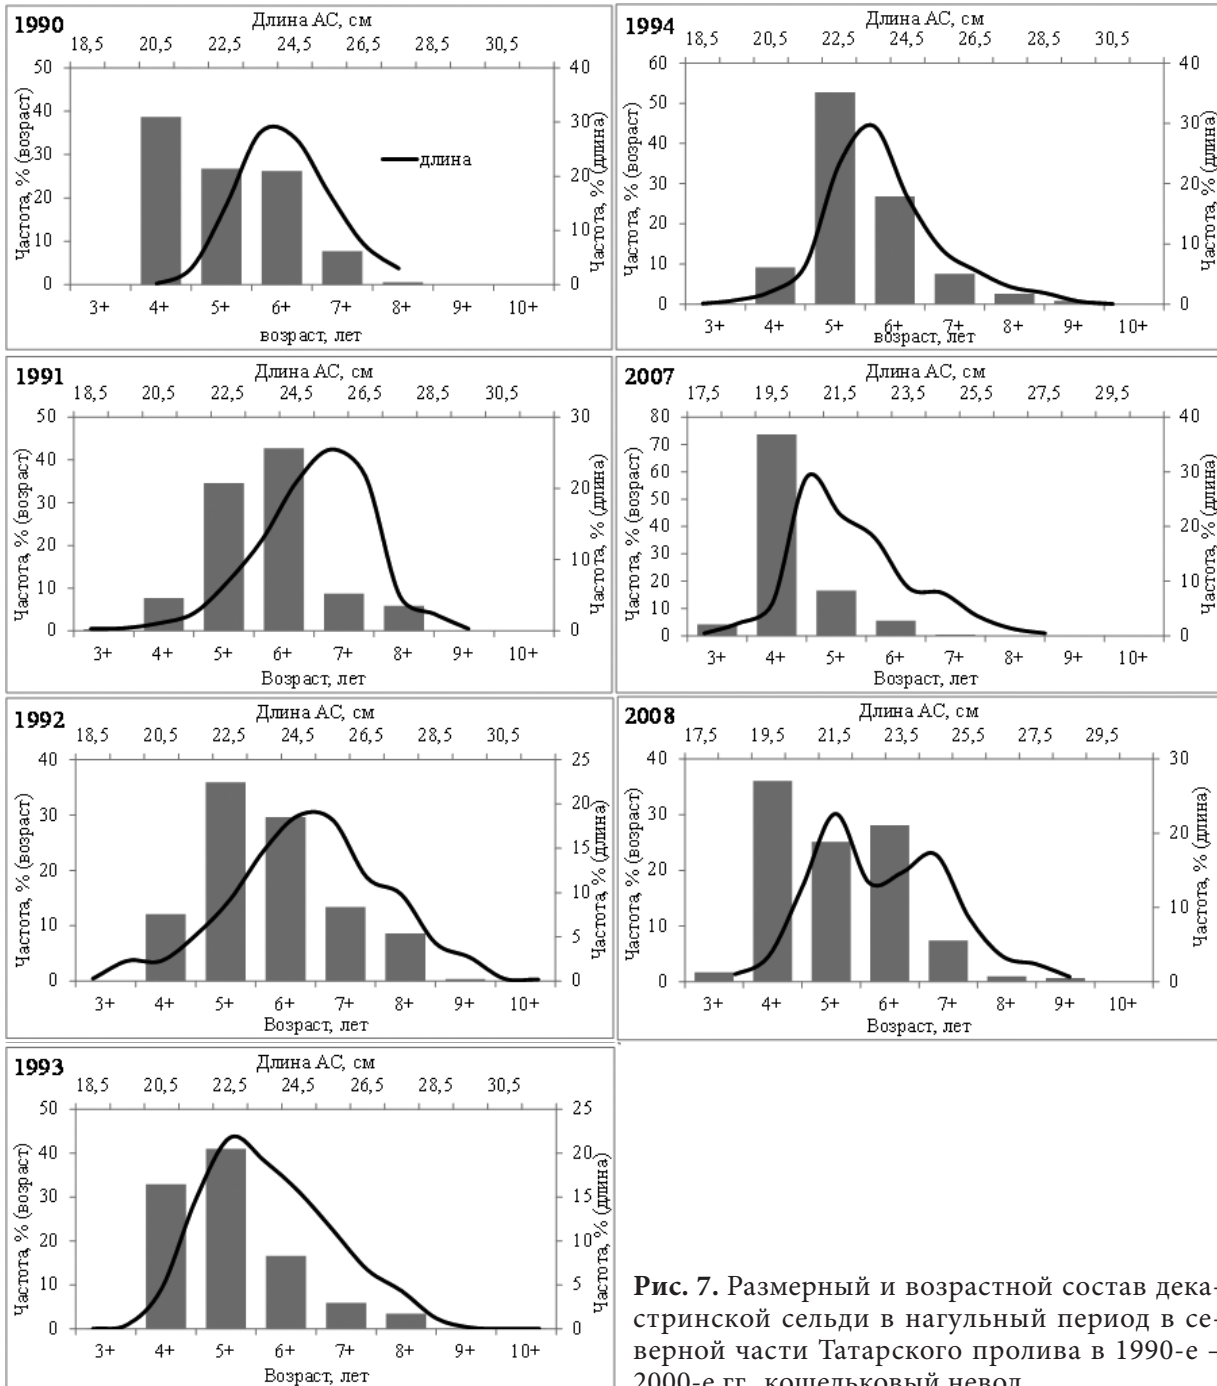 1990
Длина АС, см
18,5 20,5 22,5 24,5 26,5 28,5 30,5
Частота, % (возраст)
50 40 30 20 10 0
Частота, % (длина)
40 30 20 10 0
длина
3+ 4+ 5+ 6+ 7+ 8+ 9+ 10+
возраст, лет
1991
Длина АС, см
18,5 20,5 22,5 24,5 26,5 28,5 30,5
Частота, % (возраст)
50 40 30 20 10 0
Частота, % (длина)
30 20 10 0
3+ 4+ 5+ 6+ 7+ 8+ 9+ 10+
Возраст, лет
1992
Длина АС, см
18,5 20,5 22,5 24,5 26,5 28,5 30,5
Частота, % (возраст)
40 30 20 10 0
Частота, % (длина)
25 20 15 10 5 0
3+ 4+ 5+ 6+ 7+ 8+ 9+ 10+
Возраст, лет
1993
Длина АС, см
18,5 20,5 22,5 24,5 26,5 28,5 30,5
Частота, % (возраст)
50 40 30 20 10 0
Частота, % (длина)
25 20 15 10 5 0
3+ 4+ 5+ 6+ 7+ 8+ 9+ 10+
Возраст, лет
1994
Длина АС, см
18,5 20,5 22,5 24,5 26,5 28,5 30,5
Частота, % (возраст)
60 50 40 30 20 10 0
Частота, % (длина)
40 30 20 10 0
3+ 4+ 5+ 6+ 7+ 8+ 9+ 10+
возраст, лет
2007
Длина АС, см
17,5 19,5 21,5 23,5 25,5 27,5 29,5
Частота, % (возраст)
80 70 60 50 40 30 20 10 0
Частота, % (длина)
40 30 20 10 0
3+ 4+ 5+ 6+ 7+ 8+ 9+ 10+
Возраст, лет
2008
Длина АС, см
17,5 19,5 21,5 23,5 25,5 27,5 29,5
Частота, % (возраст)
40 30 20 10 0
Частота, % (длина)
30 20 10 0
3+ 4+ 5+ 6+ 7+ 8+ 9+ 10+
Возраст, лет
Рис. 7. Размерный и возрастной состав дека-
стринской сельди в нагульный период в се-
верной части Татарского пролива в 1990-е –
2000-е гг., кошельковый невод